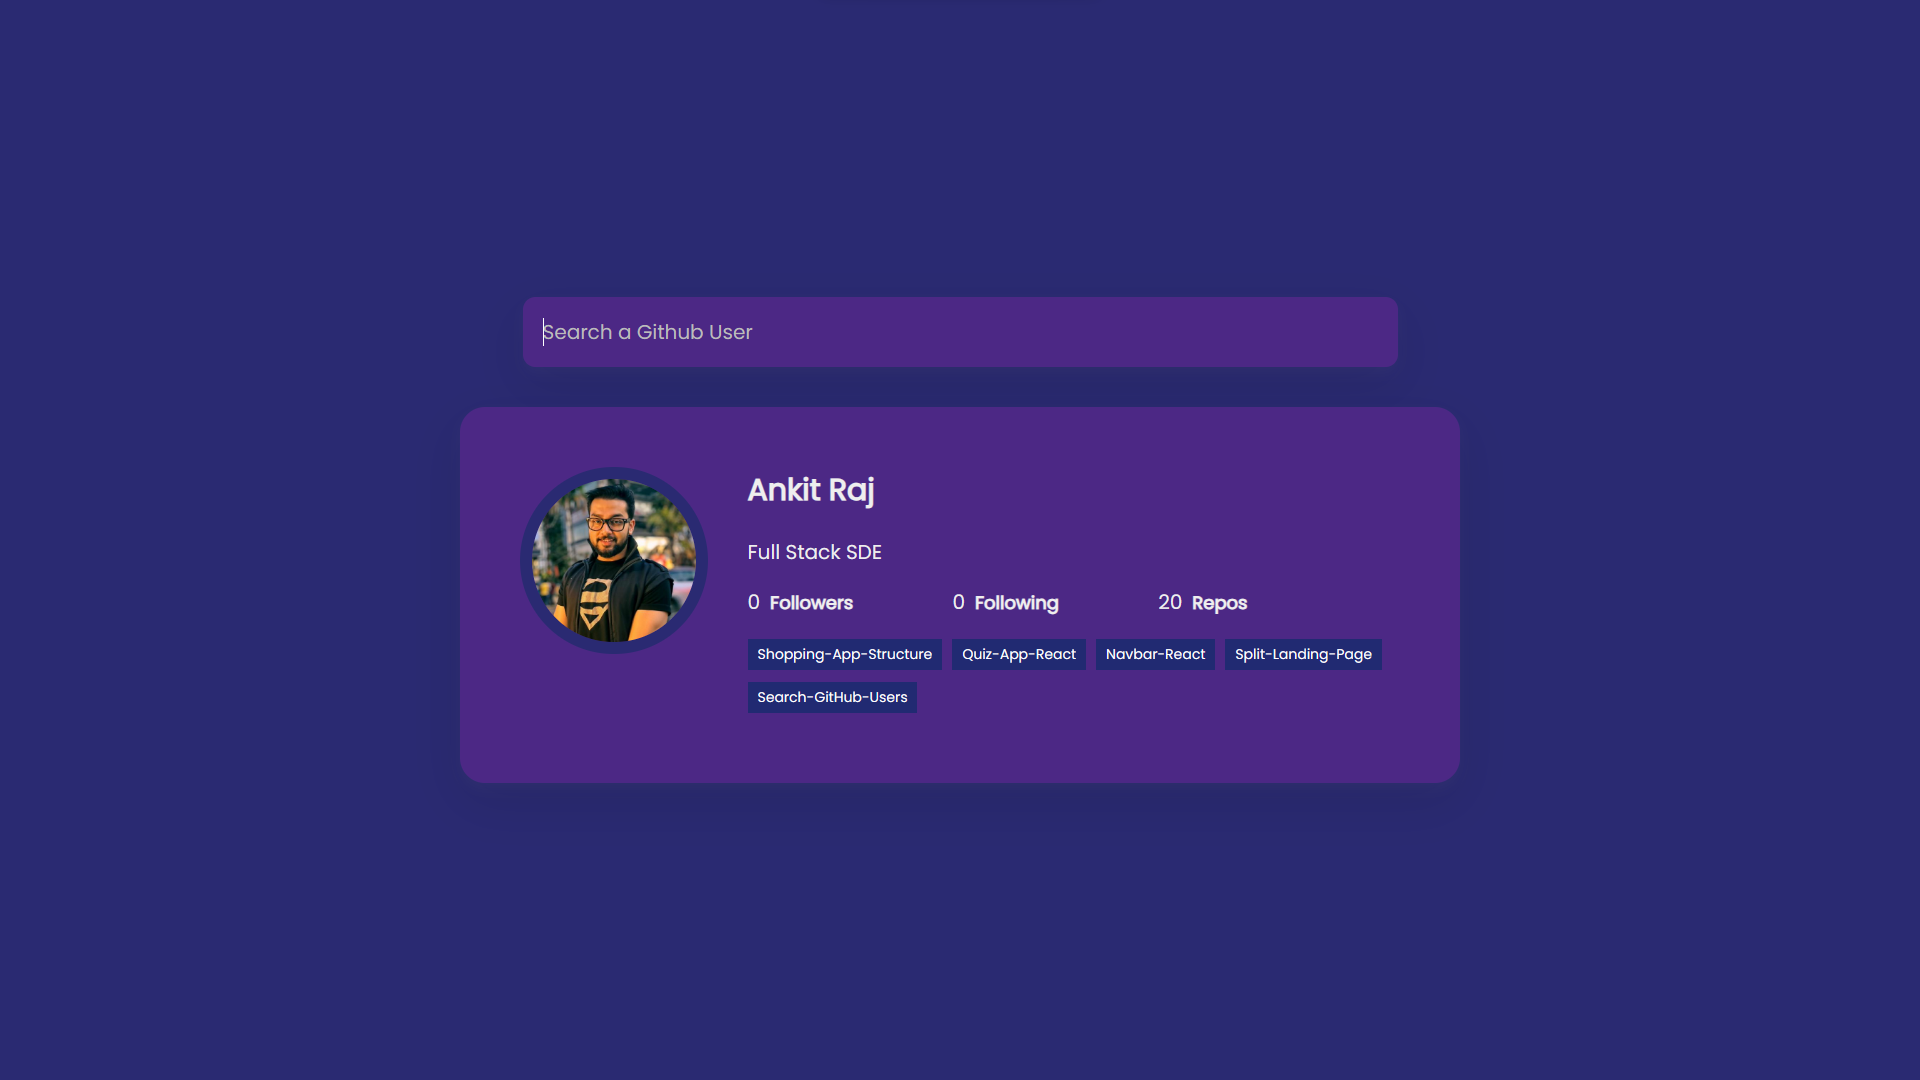 Search a Github User
Ankit Raj
Full Stack SDE
0 Followers 0 Following 20 Repos
Shopping-App-Structure Quiz-App-React Navbar-React Split-Landing-Page
Search-GitHub-Users